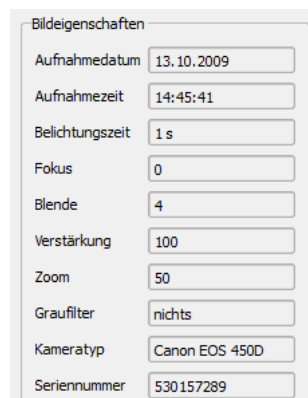 Bildeigenschaften
Aufnahmedatum 13.10.2009
Aufnahmezeit 14:45:41
Belichtungszeit 1 s
Fokus 0
Blende 4
Verstärkung 100
Zoom 50
Graufilter nichts
Kameratyp Canon EOS 450D
Seriennummer 530157289